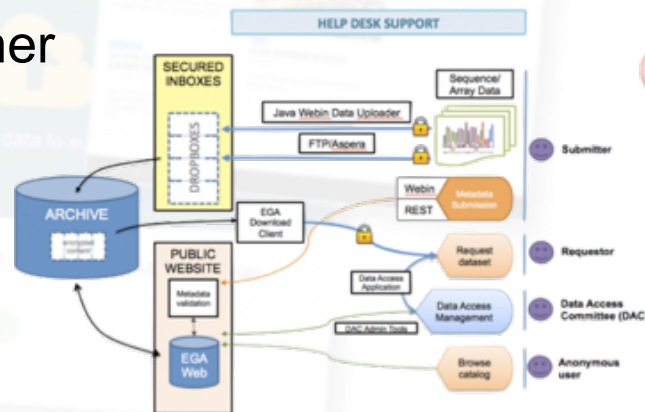 HELP DESK SUPPORT
her
SECURED
INBOXES
Sequence/
Array Data
Java Webin Data Uploader
FTP/Aspera
DROPBOXES
Submitter
Webin
REST
Metadata
Submission
ARCHIVE
encrypted
content
EGA
Download
Client
PUBLIC
WEBSITE
Request
dataset
Requestor
Data Access
Application
Metadata
validation
Data Access
Management
Data Access
Committee (DAC
DAC Admin Tools
EGA
Web
Browse
catalog
Anonymous
user